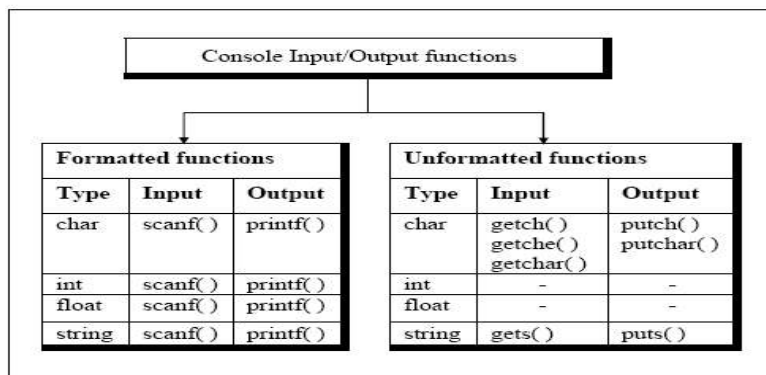 Console Input/Output functions
Formatted functions
Type Input Output
char scanf( ) printf( )
int scanf( ) printf( )
float scanf( ) printf( )
string scanf( ) printf( )
Unformatted functions
Type Input Output
char getch( ) putch( )
getche( ) putchar( )
getchar( )
int - -
float - -
string gets( ) puts( )